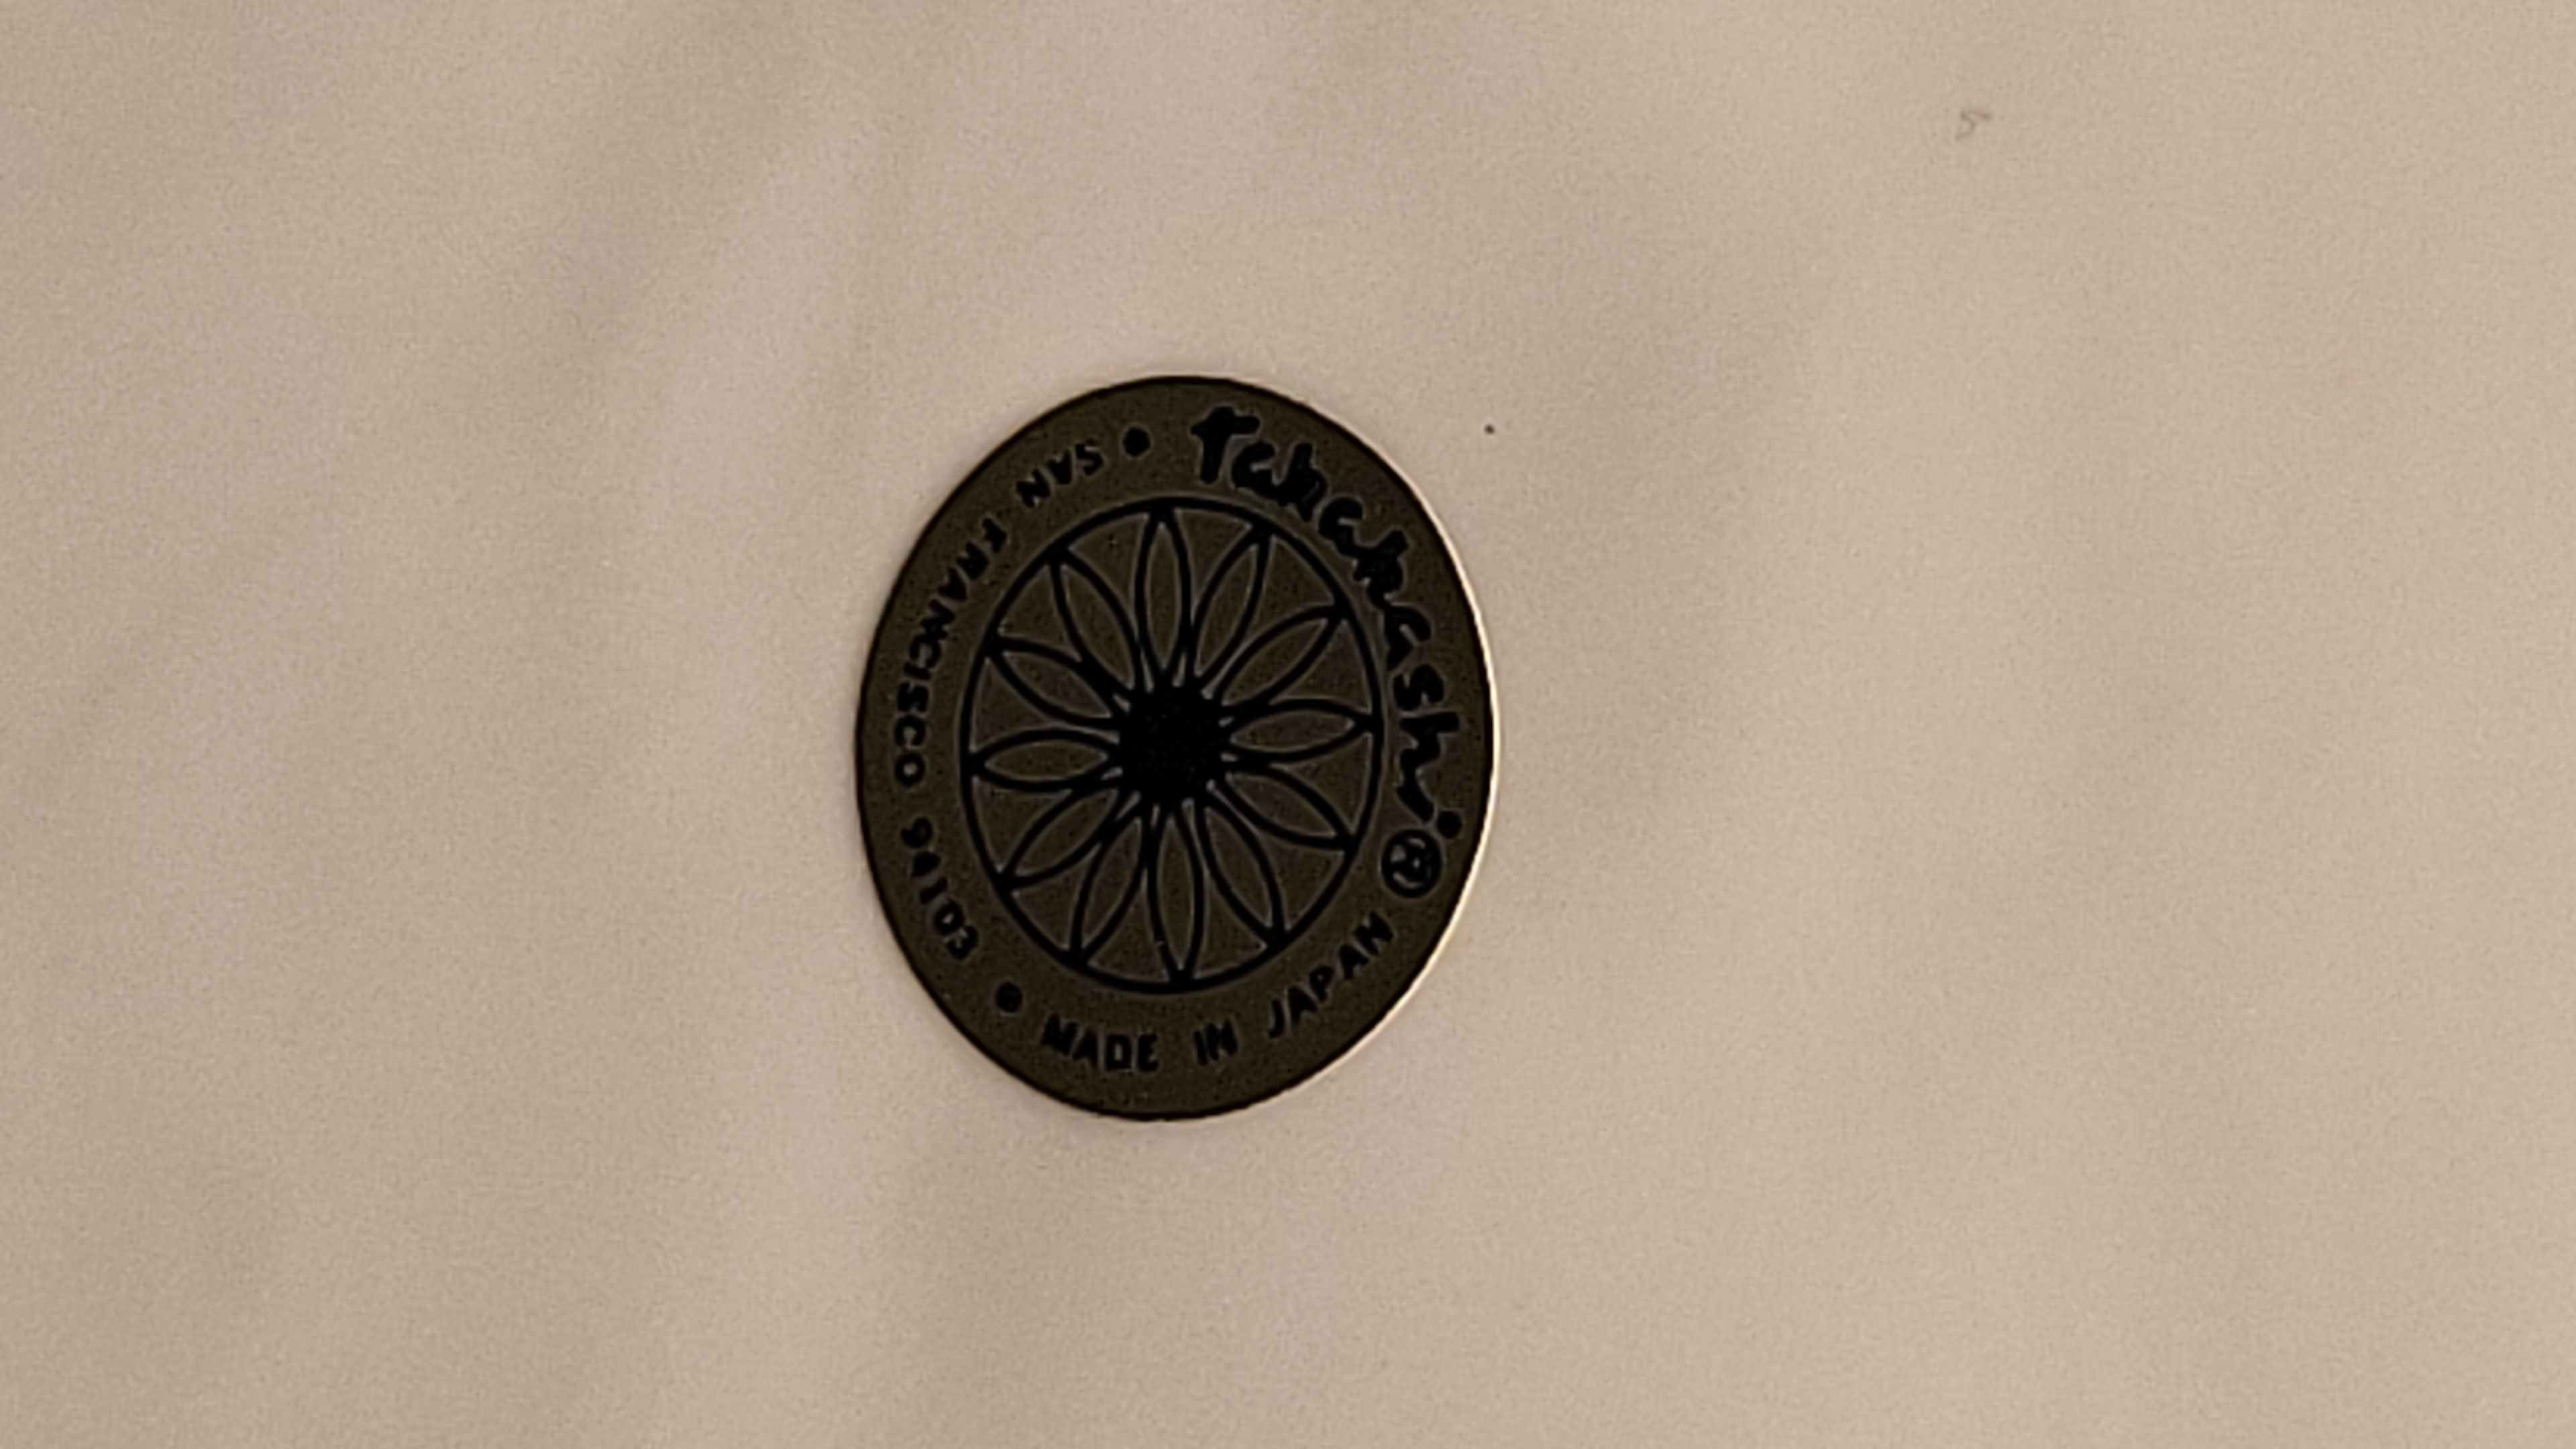 Takahashi ®
MADE IN JAPAN
• SAN FRANCISCO 94103 •